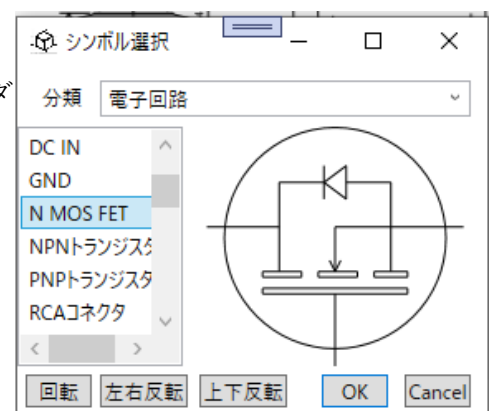 シンボル選択
ダ
分類 電子回路
DC IN
GND
N MOS FET
NPNトランジスタ
PNPトランジスタ
RCAコネクタ
回転 左右反転 上下反転 OK Cancel